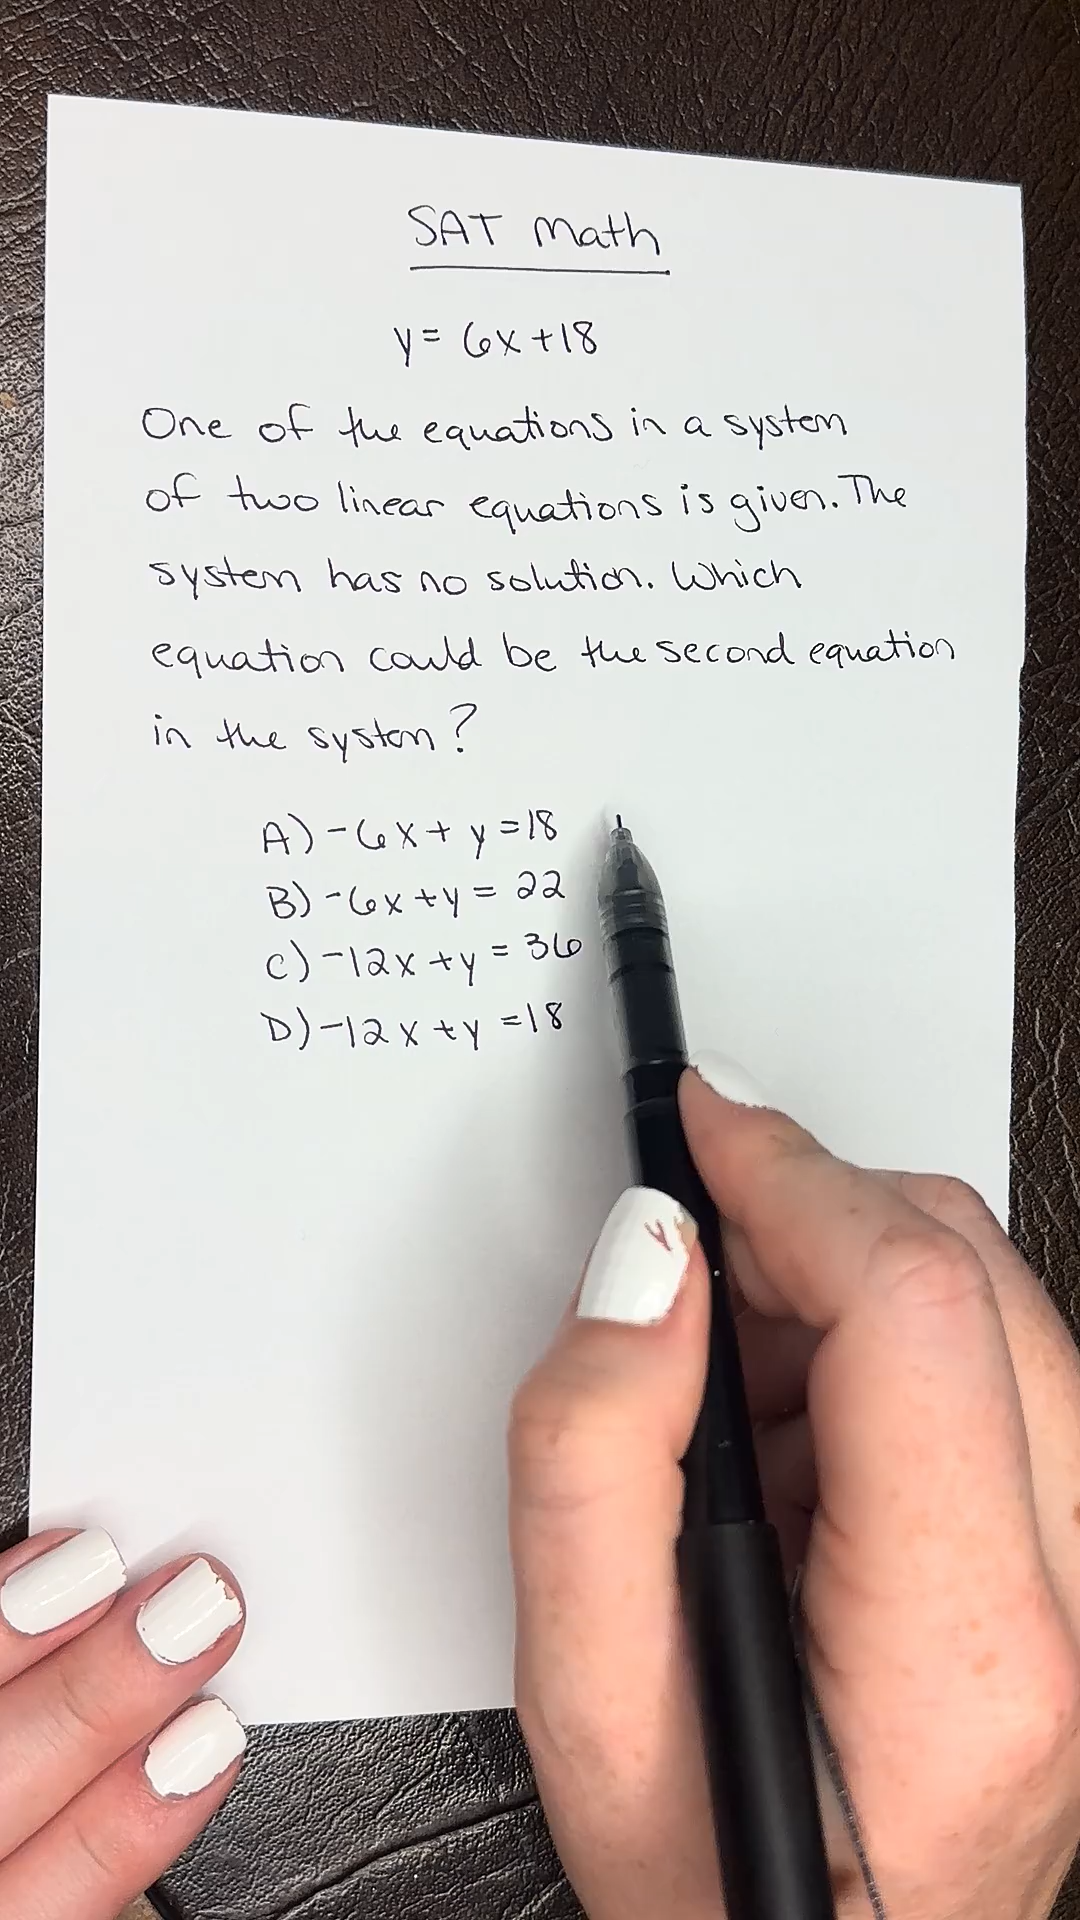 SAT Math
y = 6x + 18
One of the equations in a system
of two linear equations is given. The
system has no solution. Which
equation could be the second equation
in the system?
A) -6x + y = 18
B) -6x + y = 22
C) -12x + y = 36
D) -12x + y = 18